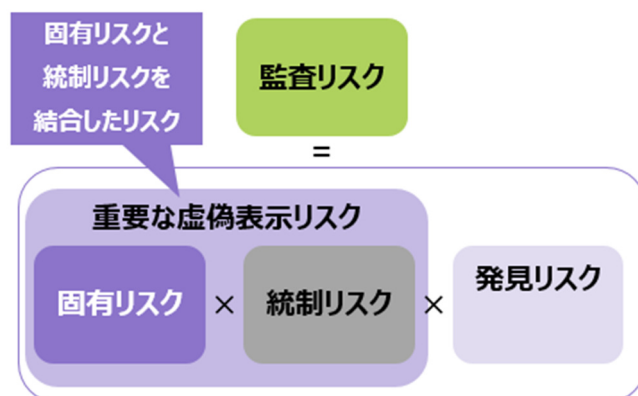 固有リスクと
統制リスクを
結合したリスク
監査リスク
=
重要な虚偽表示リスク
固有リスク × 統制リスク × 発見リスク